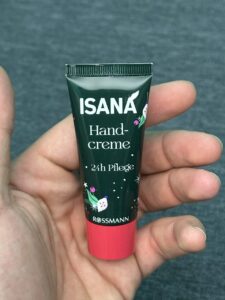 ISANA
Hand-
creme
24h Pflege
ROSSMANN